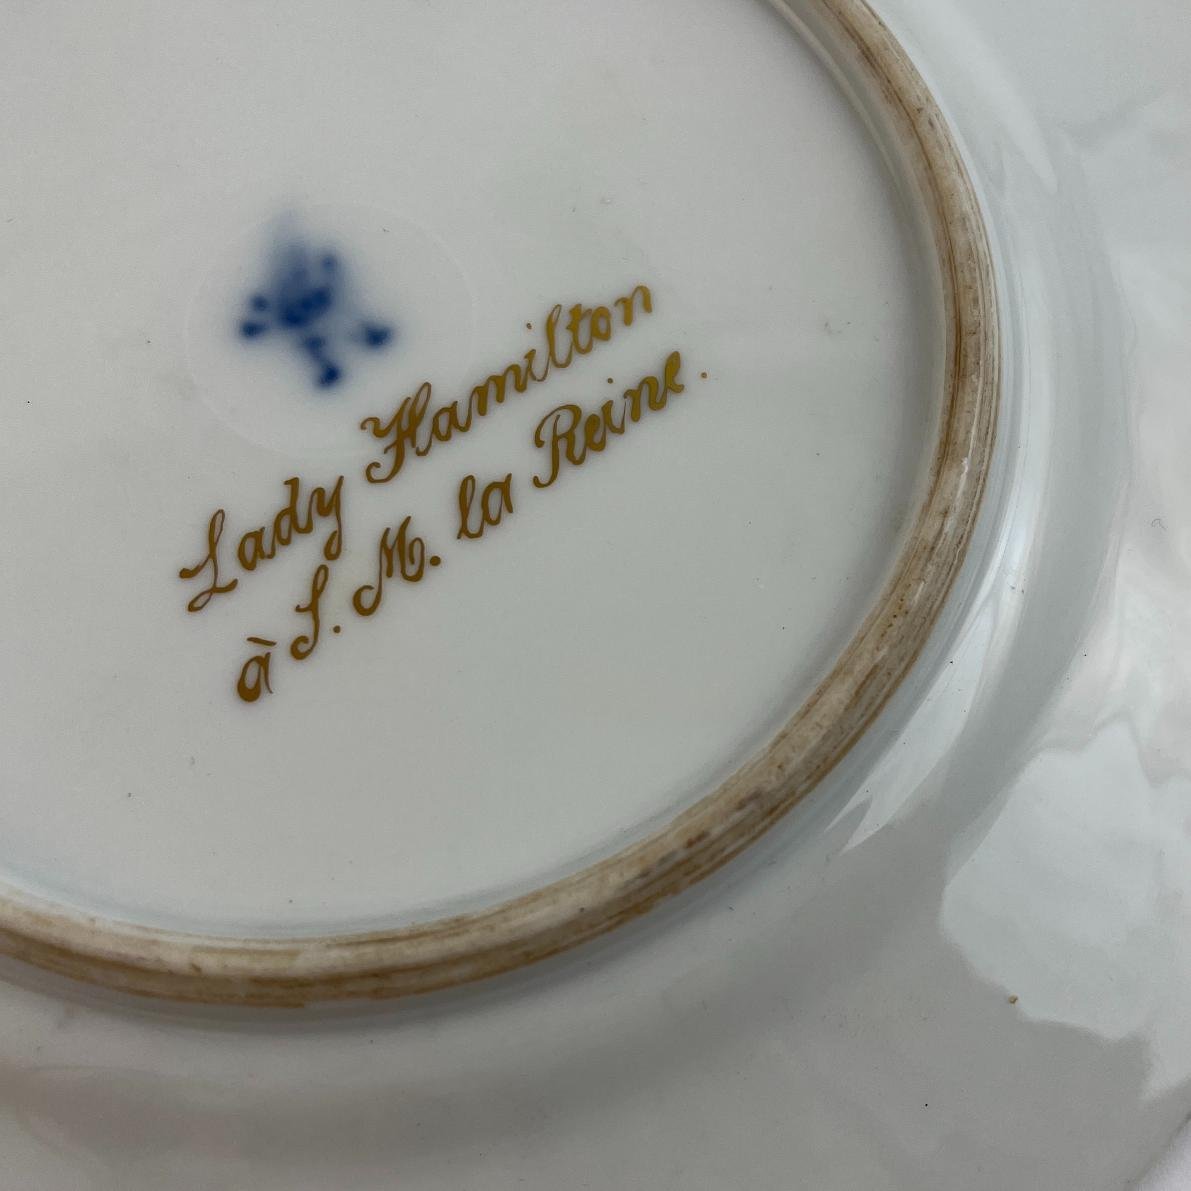 Lady Hamilton
à S. M. la Reine.